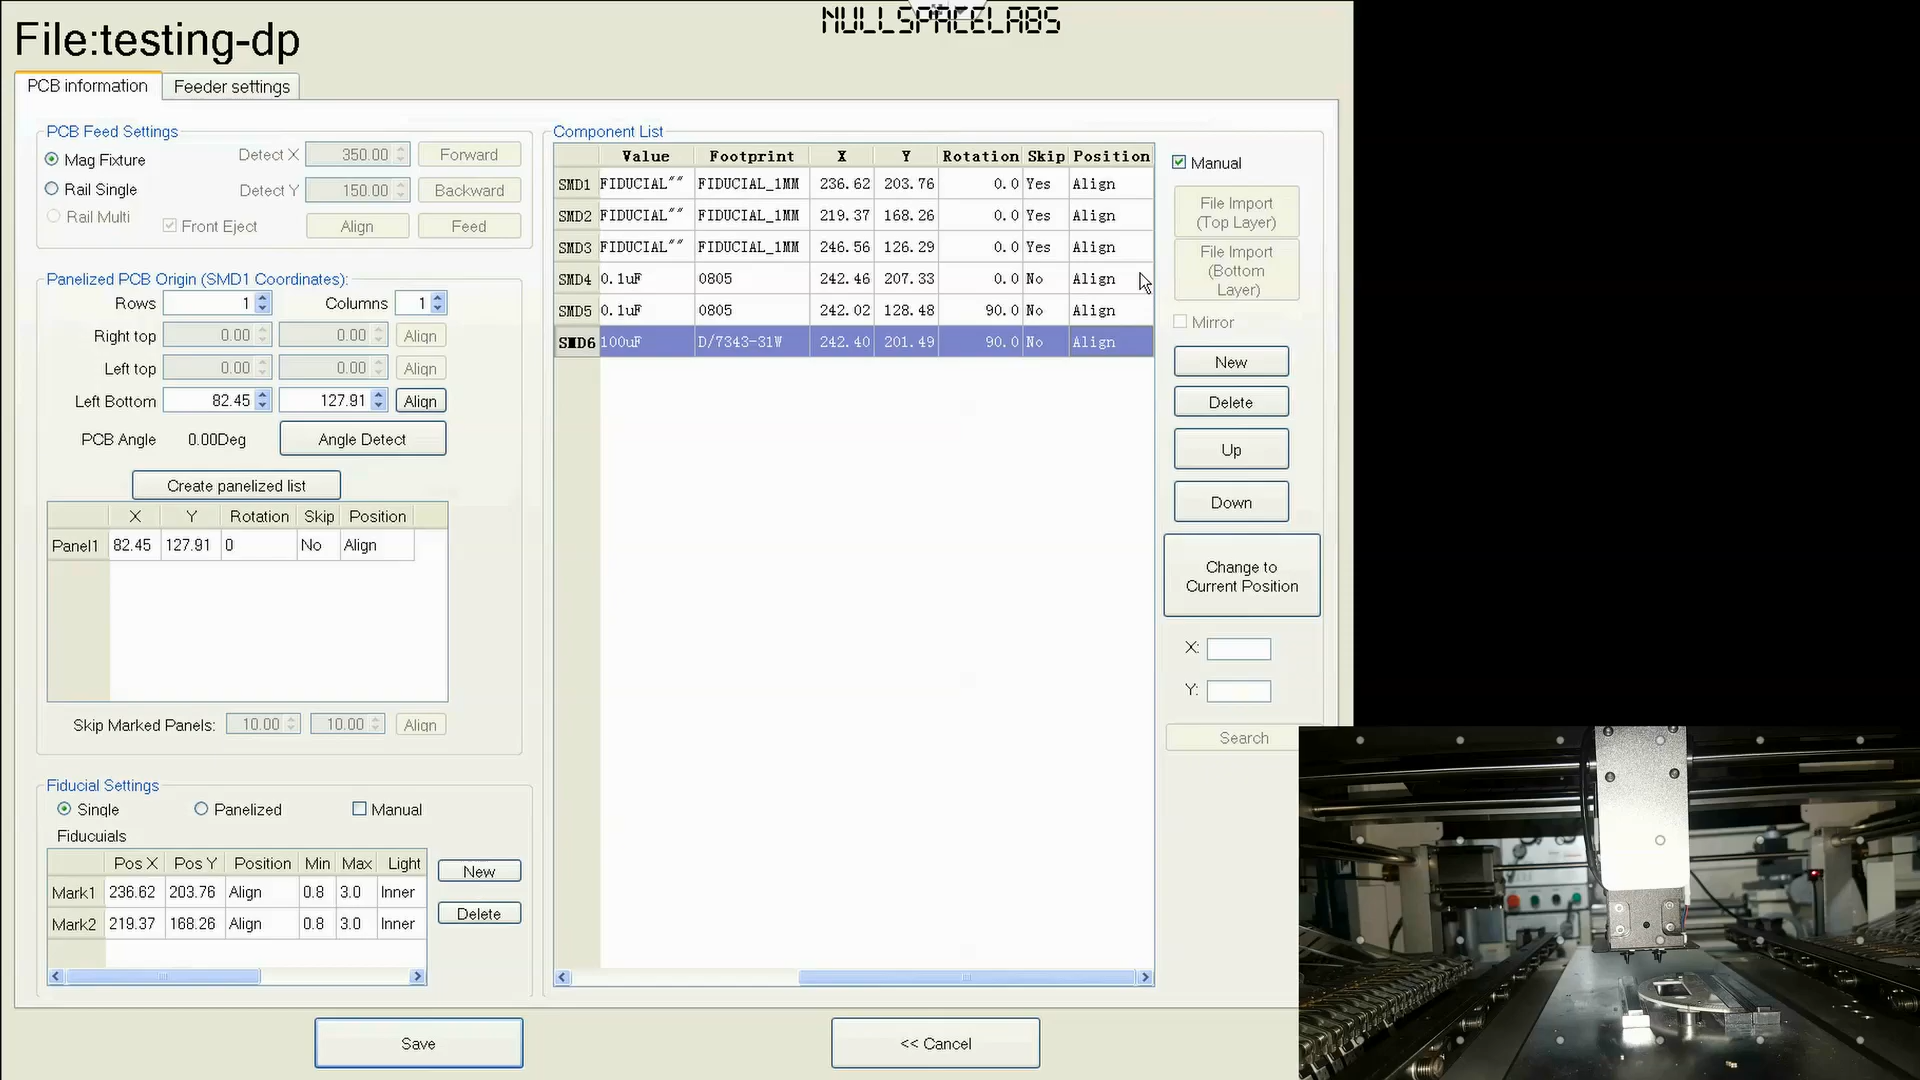 NULLSPACELABS
File:testing-dp
PCB information
Feeder settings
PCB Feed Settings
Mag Fixture
Detect X
350.00
Forward
Rail Single
Detect Y
150.00
Backward
Rail Multi
Front Eject
Align
Feed
Panelized PCB Origin (SMD1 Coordinates):
Rows 1 Columns 1
Right top 0.00 0.00 Align
Left top 0.00 0.00 Align
Left Bottom 82.45 127.91 Align
PCB Angle 0.00Deg Angle Detect
Create panelized list
X Y Rotation Skip Position
Panel1 82.45 127.91 0 No Align
Skip Marked Panels: 10.00 10.00 Align
Fiducial Settings
Single Panelized Manual
Fiducuials
Pos X Pos Y Position Min Max Light
Mark1 236.62 203.76 Align 0.8 3.0 Inner
Mark2 219.37 168.26 Align 0.8 3.0 Inner
New
Delete
Component List
Value Footprint X Y Rotation Skip Position
SMD1 FIDUCIAL"" FIDUCIAL_1MM 236.62 203.76 0.0 Yes Align
SMD2 FIDUCIAL"" FIDUCIAL_1MM 219.37 168.26 0.0 Yes Align
SMD3 FIDUCIAL"" FIDUCIAL_1MM 246.56 126.29 0.0 Yes Align
SMD4 0.1uF 0805 242.46 207.33 0.0 No Align
SMD5 0.1uF 0805 242.02 128.48 90.0 No Align
SMD6 100uF D/7343-31W 242.40 201.49 90.0 No Align
Manual
File Import
(Top Layer)
File Import
(Bottom
Layer)
Mirror
New
Delete
Up
Down
Change to
Current Position
X:
Y:
Search
Save
<< Cancel